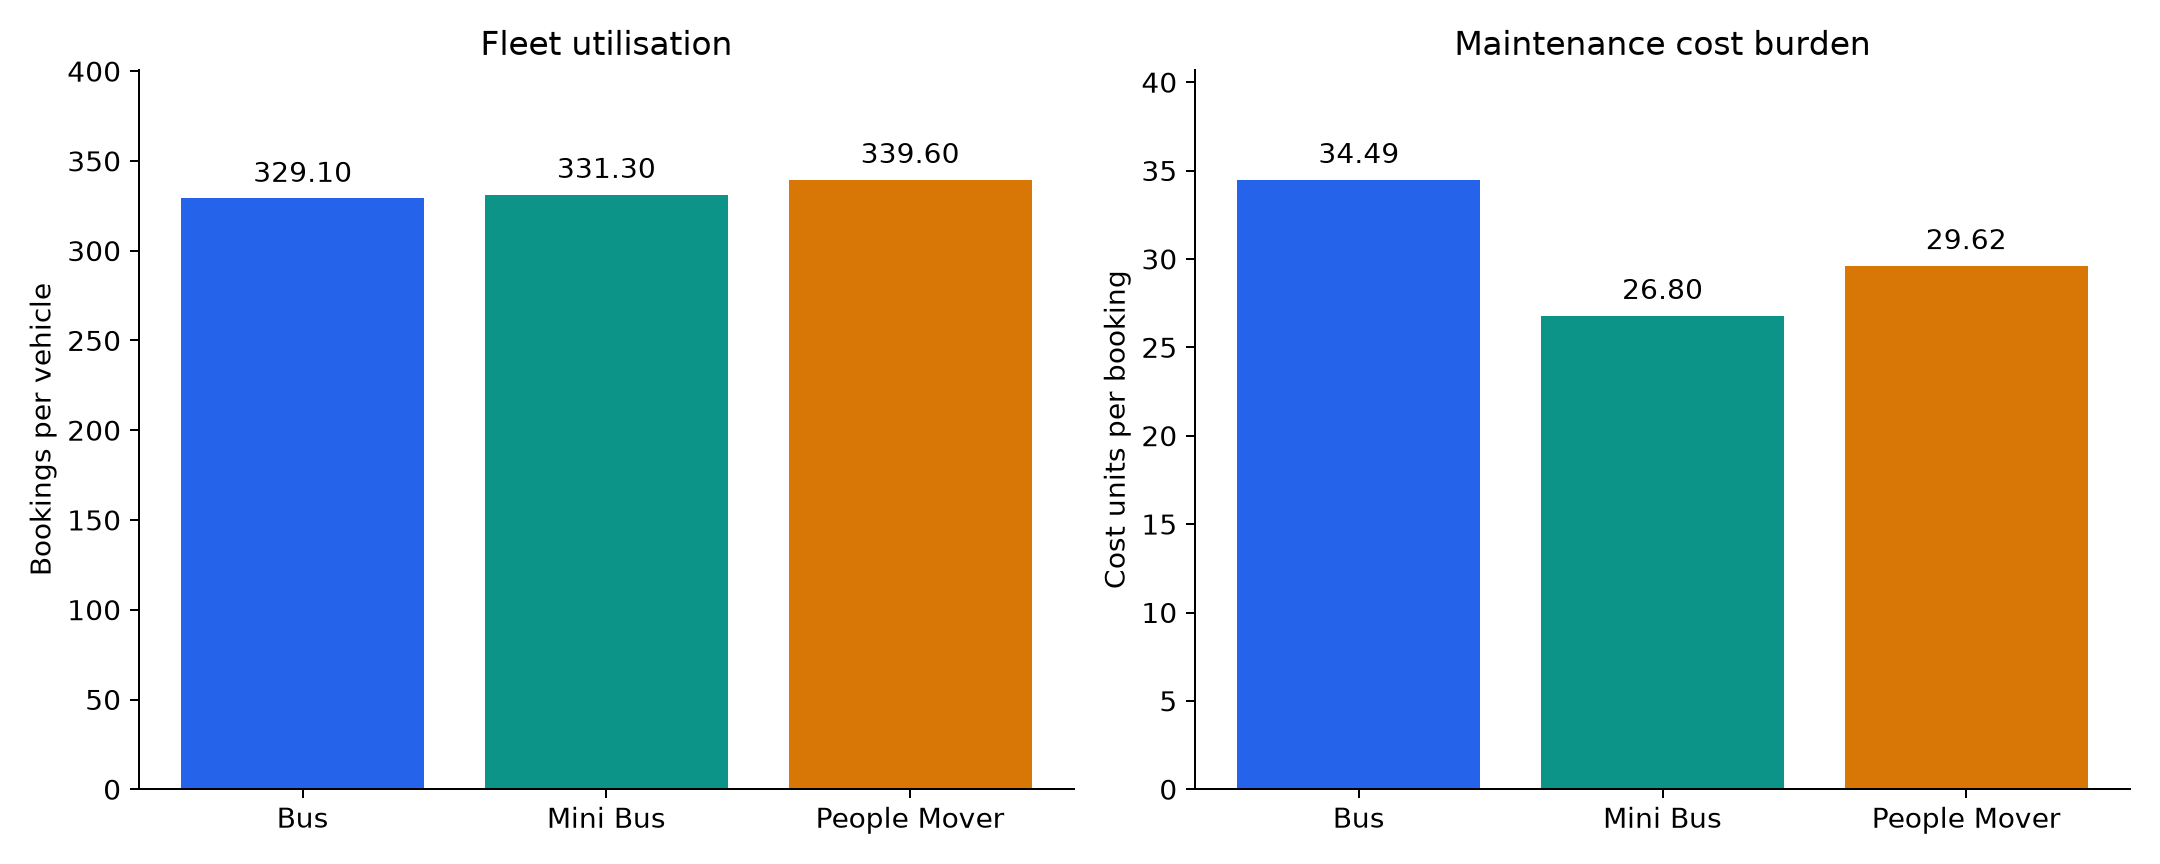 Fleet utilisation
Bookings per vehicle
400
350
300
250
200
150
100
50
0
329.10
331.30
339.60
Bus
Mini Bus
People Mover
Maintenance cost burden
Cost units per booking
40
35
30
25
20
15
10
5
0
34.49
26.80
29.62
Bus
Mini Bus
People Mover